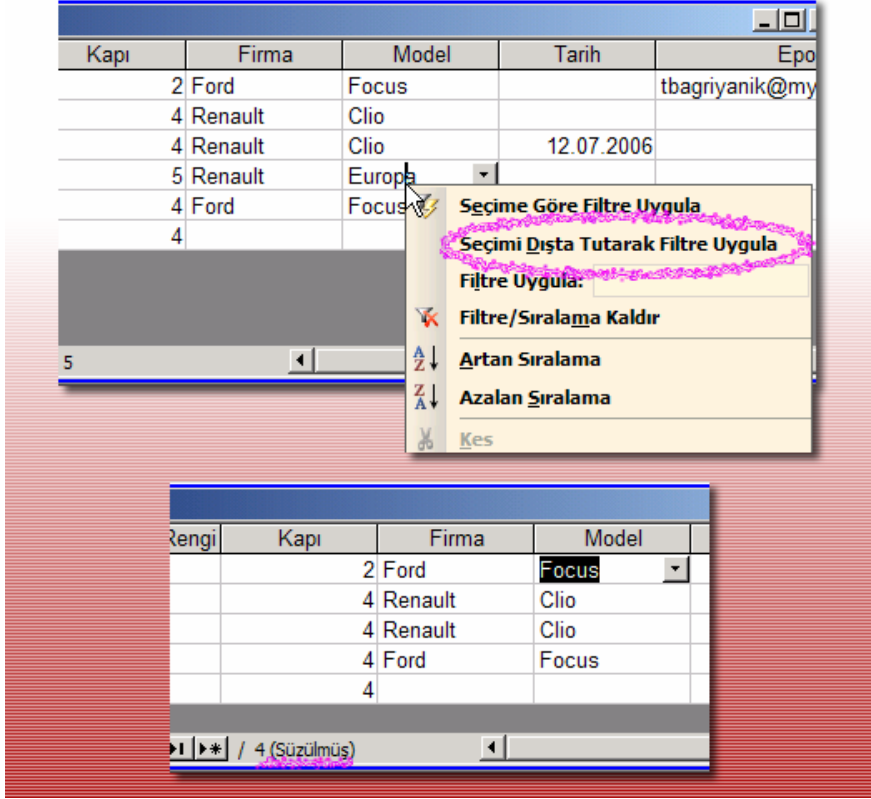 Kapı Firma Model Tarih Epo
2 Ford Focus tbagriyanik@my
4 Renault Clio
4 Renault Clio 12.07.2006
5 Renault Europa
4 Ford Focus
4
5
Seçime Göre Filtre Uygula
Seçimi Dışta Tutarak Filtre Uygula
Filtre Uygula:
Filtre/Sıralama Kaldır
Artan Sıralama
Azalan Sıralama
Kes
Rengi Kapı Firma Model
2 Ford Focus
4 Renault Clio
4 Renault Clio
4 Ford Focus
4
/ 4 (Süzülmüş)